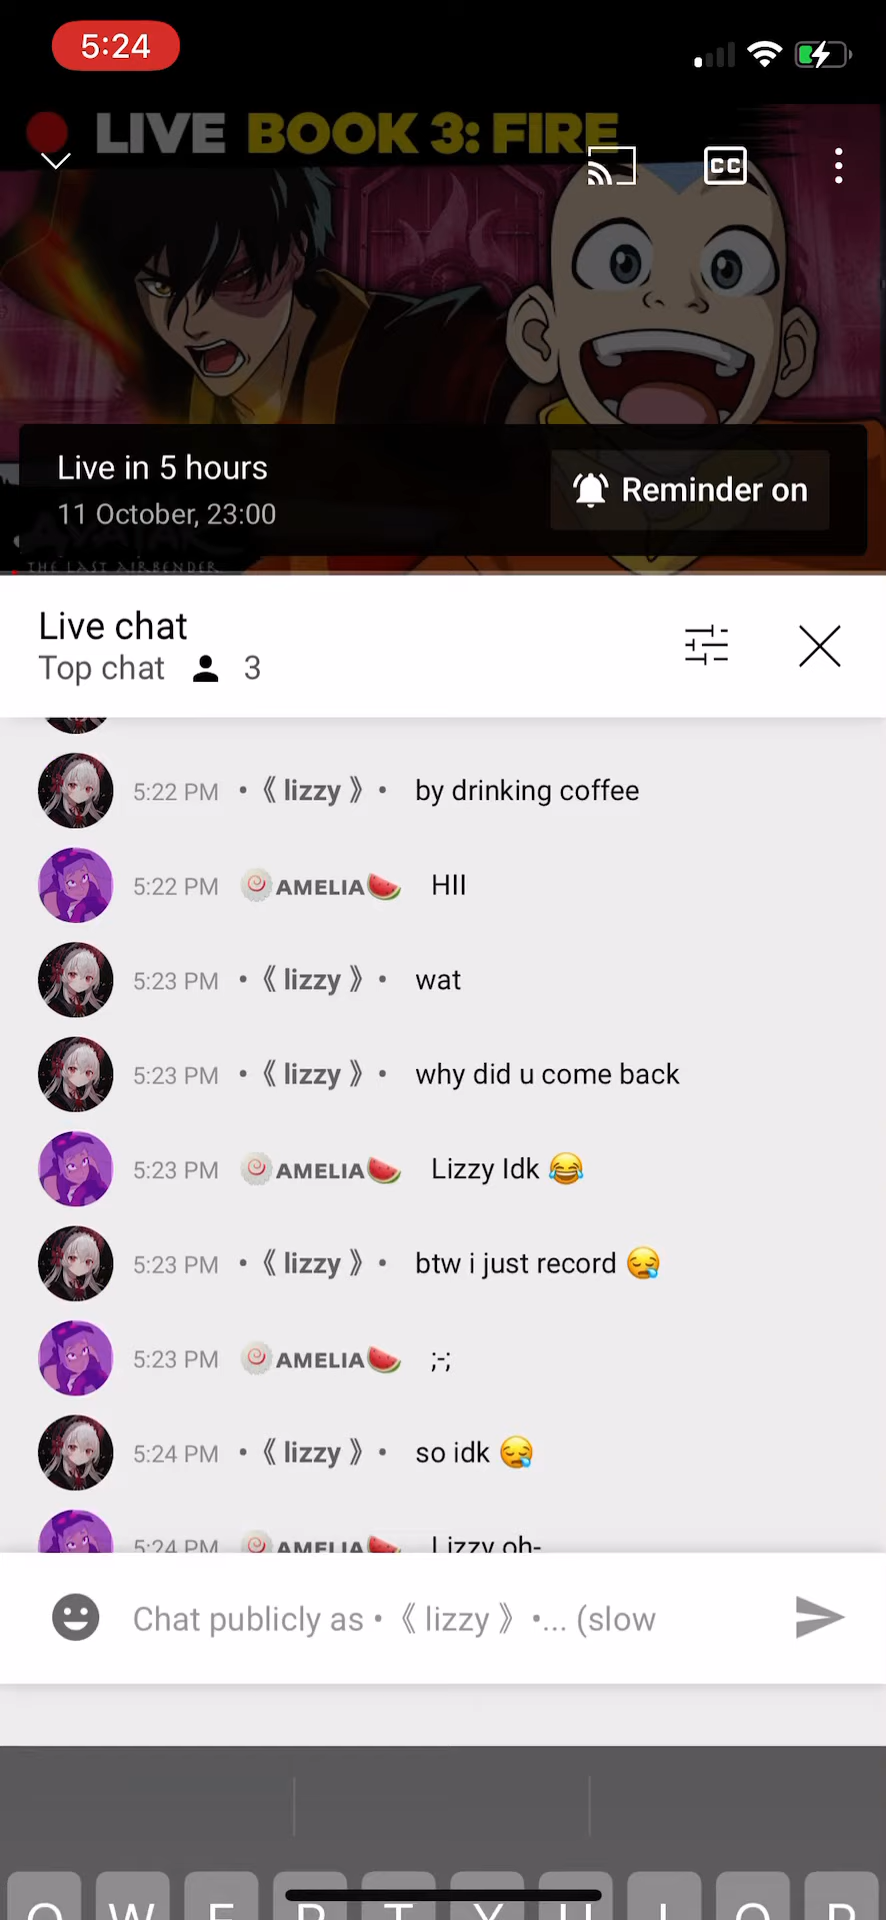 5:24
LIVE BOOK 3: FIRE
CC
Live in 5 hours
11 October, 23:00
Reminder on
AVATAR
THE LAST AIRBENDER
Live chat
Top chat 3
5:22 PM •《 lizzy 》• by drinking coffee
5:22 PM 🍥AMELIA🍉 HII
5:23 PM •《 lizzy 》• wat
5:23 PM •《 lizzy 》• why did u come back
5:23 PM 🍥AMELIA🍉 Lizzy Idk 😂
5:23 PM •《 lizzy 》• btw i just record 😪
5:23 PM 🍥AMELIA🍉 ;-;
5:24 PM •《 lizzy 》• so idk 😪
5:24 PM 🍥AMELIA🍉 Lizzy oh-
Chat publicly as •《 lizzy 》•... (slow
Q W E R T Y U I O P